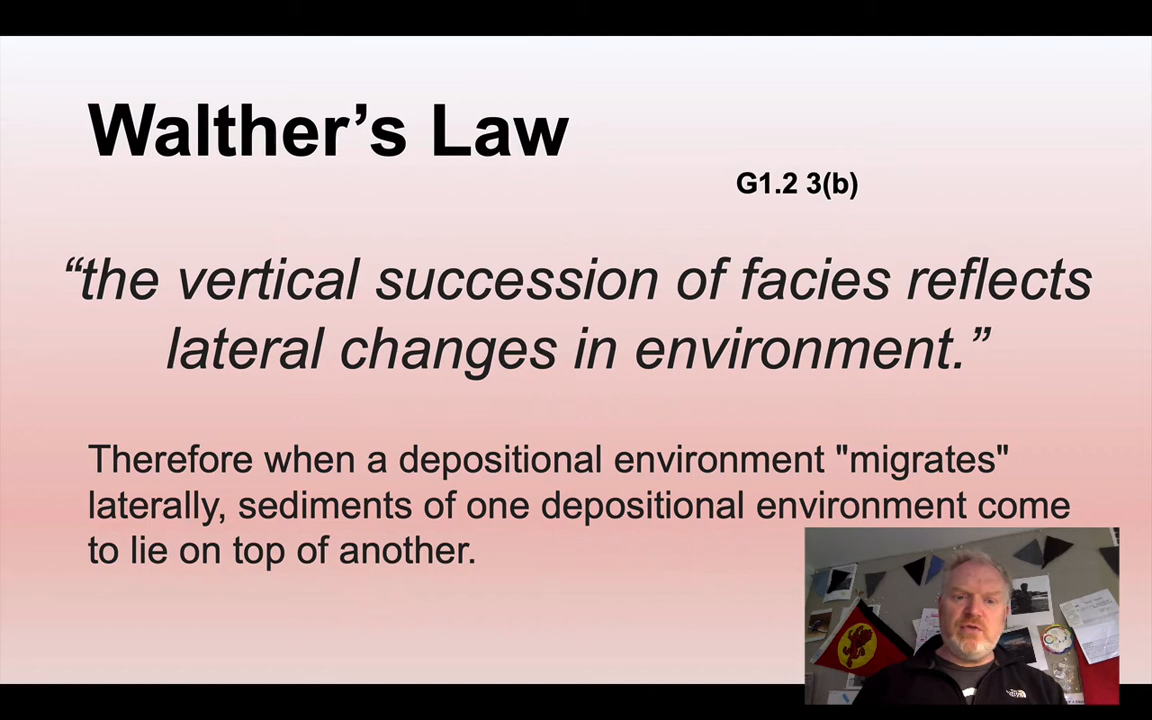 Walther’s Law
G1.2 3(b)
“the vertical succession of facies reflects
lateral changes in environment.”
Therefore when a depositional environment "migrates"
laterally, sediments of one depositional environment come
to lie on top of another.